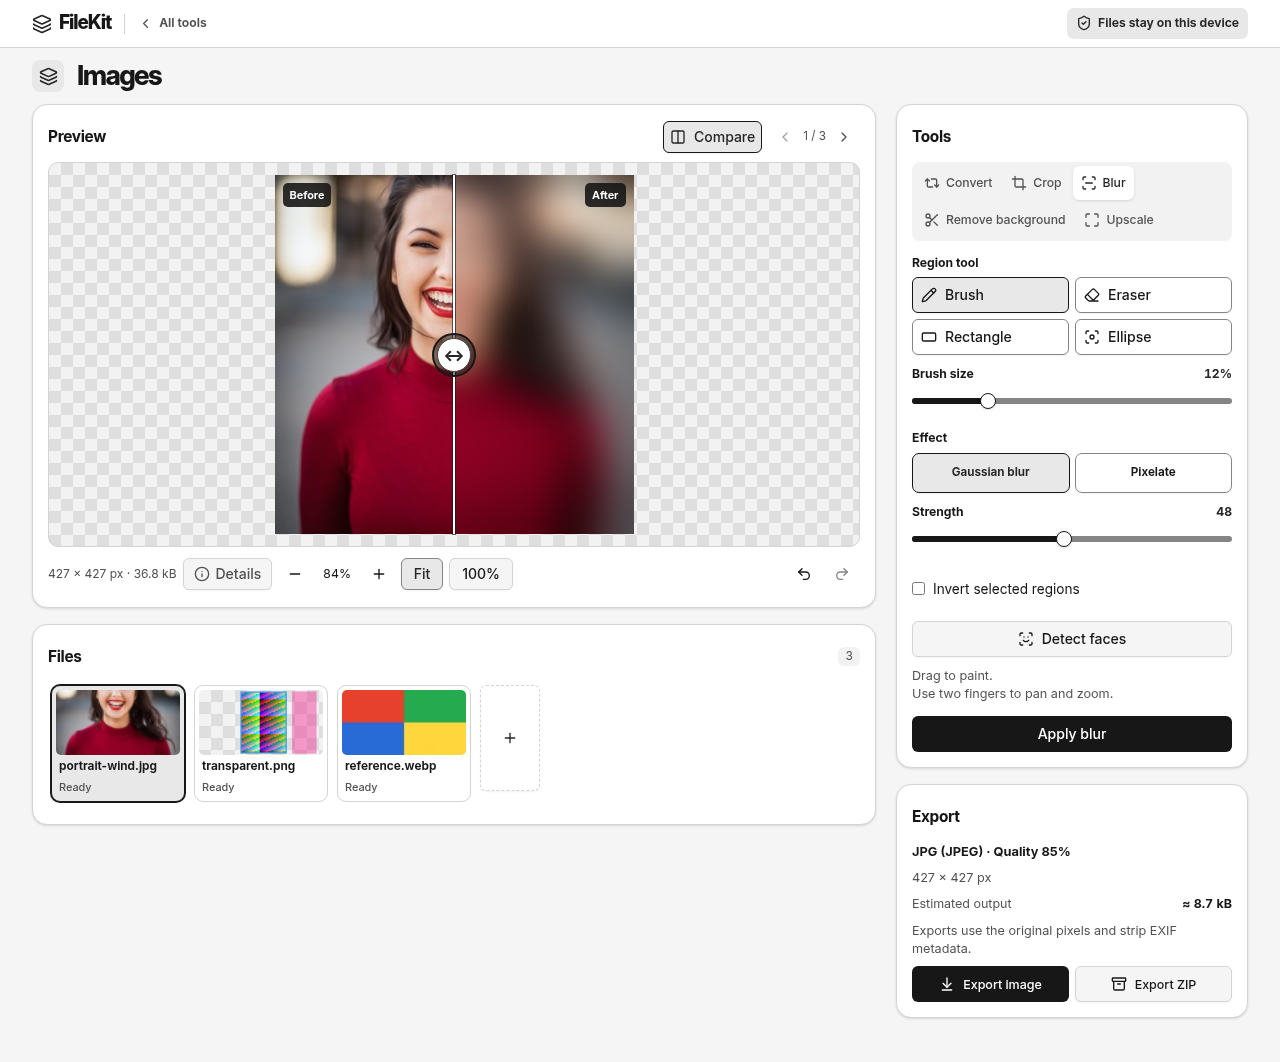 FileKit
All tools
Files stay on this device
Images
Preview
Compare
1 / 3
Before
After
427 × 427 px · 36.8 kB
Details
84%
Fit
100%
Files
3
portrait-wind.jpg
Ready
transparent.png
Ready
reference.webp
Ready
Tools
Convert
Crop
Blur
Remove background
Upscale
Region tool
Brush
Eraser
Rectangle
Ellipse
Brush size
12%
Effect
Gaussian blur
Pixelate
Strength
48
Invert selected regions
Detect faces
Drag to paint.
Use two fingers to pan and zoom.
Apply blur
Export
JPG (JPEG) · Quality 85%
427 × 427 px
Estimated output
≈ 8.7 kB
Exports use the original pixels and strip EXIF
metadata.
Export image
Export ZIP